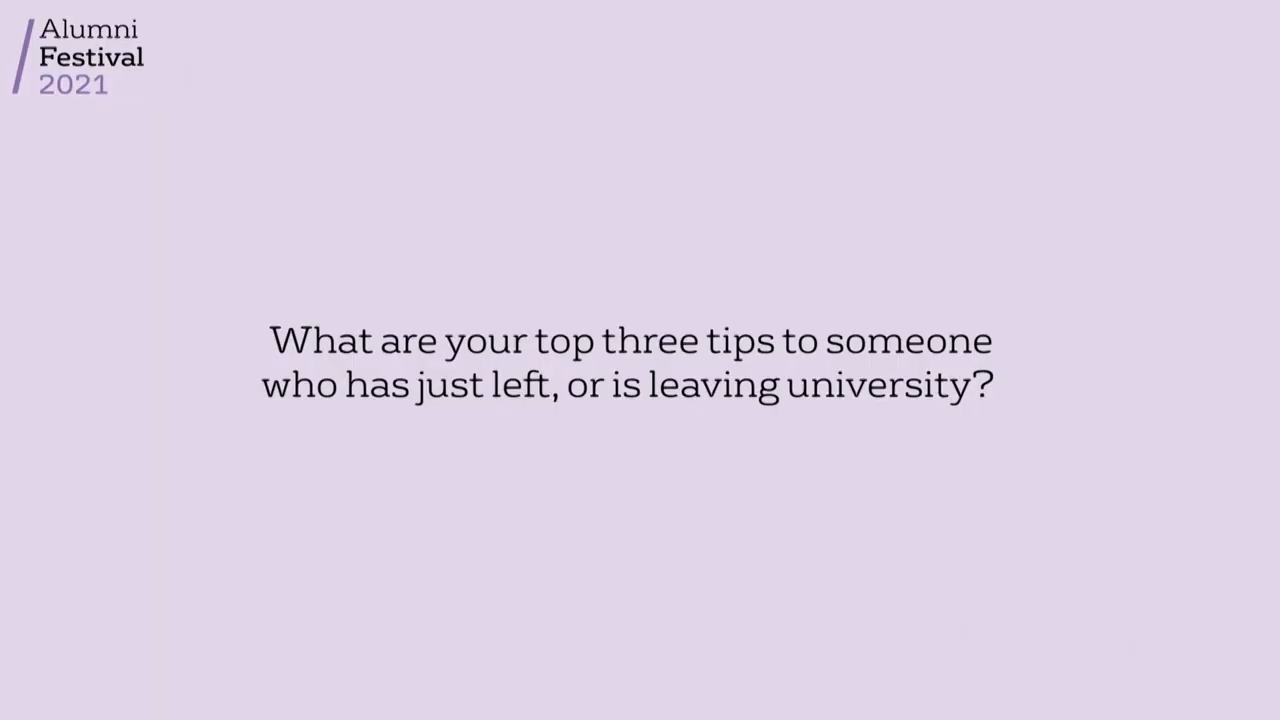 Alumni
Festival
2021
What are your top three tips to someone
who has just left, or is leaving university?